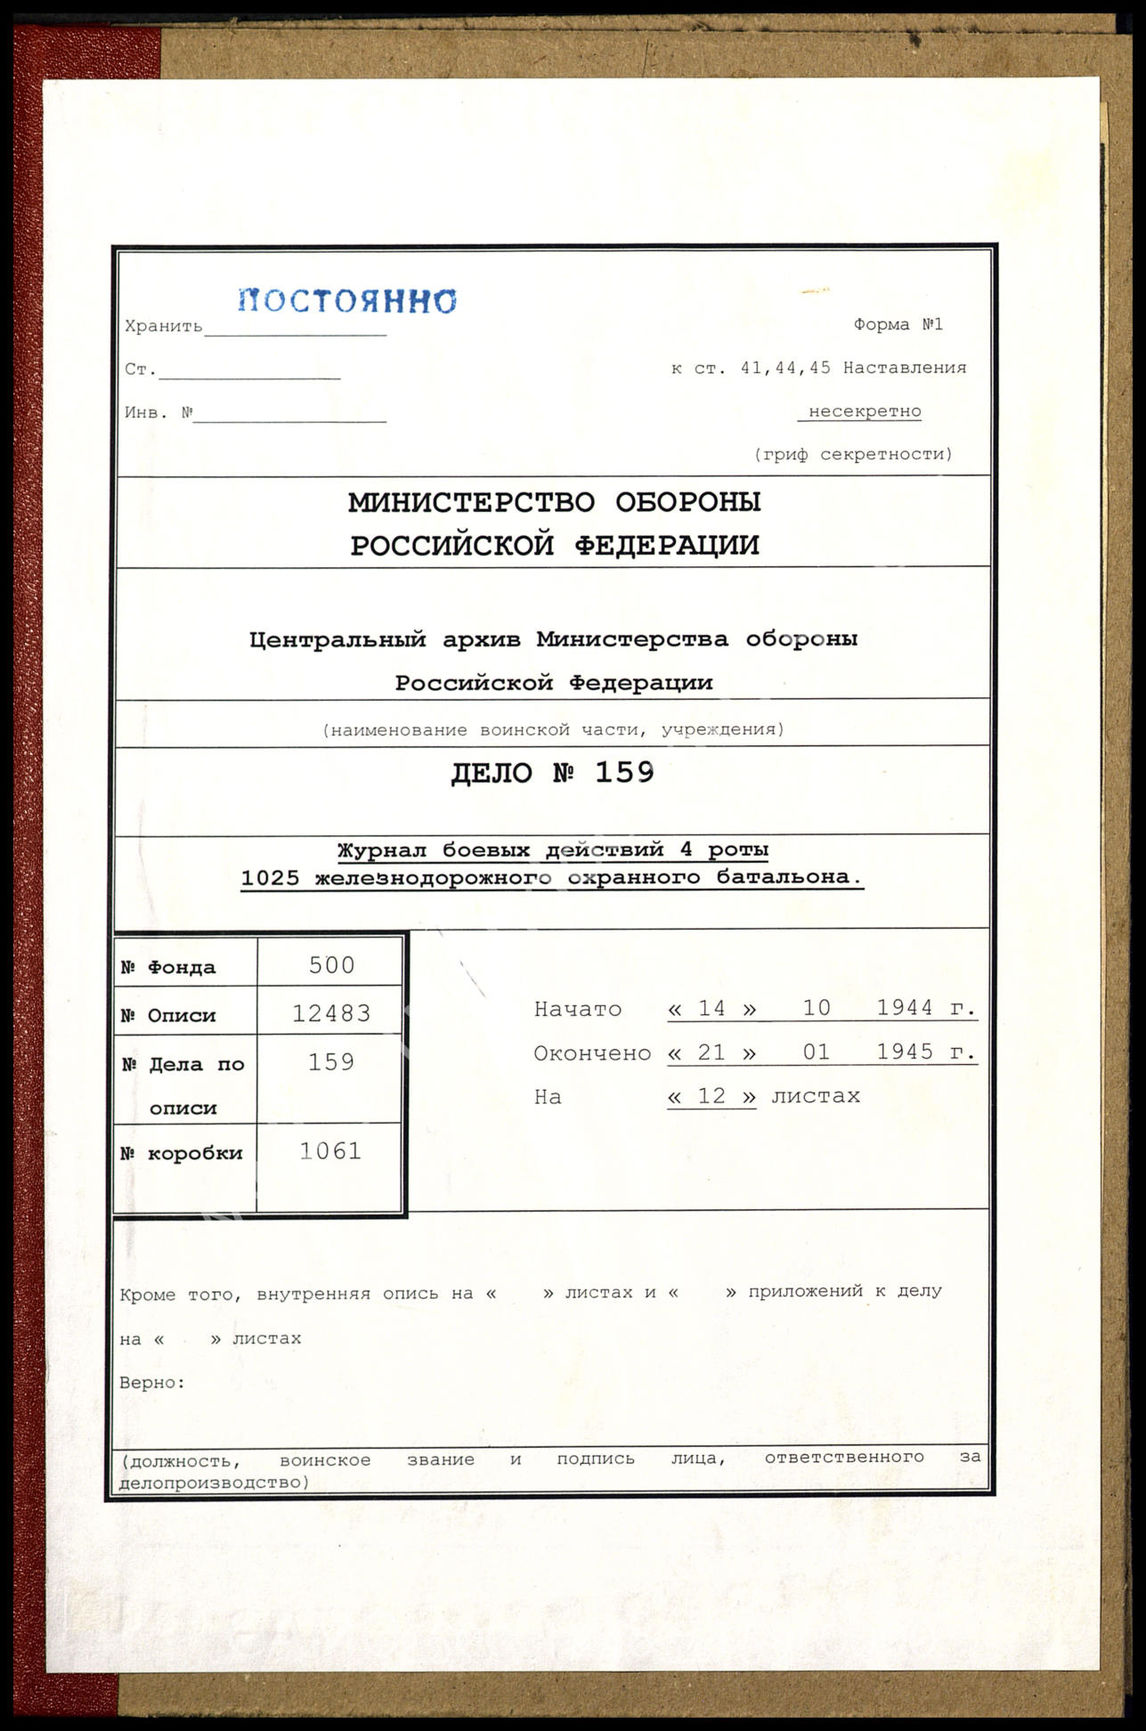 ПОСТОЯННО
Хранить
Форма №1
Ст.
к ст. 41,44,45 Наставления
Инв. №
несекретно
(гриф секретности)
МИНИСТЕРСТВО ОБОРОНЫ
РОССИЙСКОЙ ФЕДЕРАЦИИ
Центральный архив Министерства обороны
Российской Федерации
(наименование воинской части, учреждения)
ДЕЛО № 159
Журнал боевых действий 4 роты
1025 железнодорожного охранного батальона.
№ Фонда 500
№ Описи 12483
№ Дела по 159
описи
№ коробки 1061
Начато « 14 » 10 1944 г.
Окончено « 21 » 01 1945 г.
На « 12 » листах
Кроме того, внутренняя опись на « » листах и « » приложений к делу
на « » листах
Верно:
(должность, воинское звание и подпись лица, ответственного за
делопроизводство)